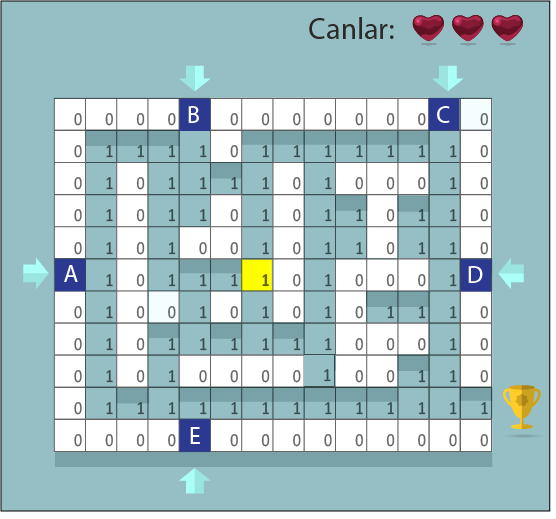 Canlar:
0 0 0 0 B 0 0 0 0 0 0 0 C 0
0 1 1 1 1 0 1 1 1 1 1 1 1 0
0 1 0 1 1 1 1 0 1 0 0 0 1 0
0 1 0 1 1 0 1 0 1 1 0 1 1 0
0 1 0 1 0 0 1 0 1 1 0 1 1 0
A 1 0 1 1 1 1 0 1 0 0 0 1 D
0 1 0 0 1 0 1 0 1 0 1 1 1 0
0 1 0 1 1 1 1 1 1 0 0 0 1 0
0 1 0 1 0 0 0 0 1 0 0 1 1 0
0 1 1 1 1 1 1 1 1 1 1 1 1 1
0 0 0 0 E 0 0 0 0 0 0 0 0 0